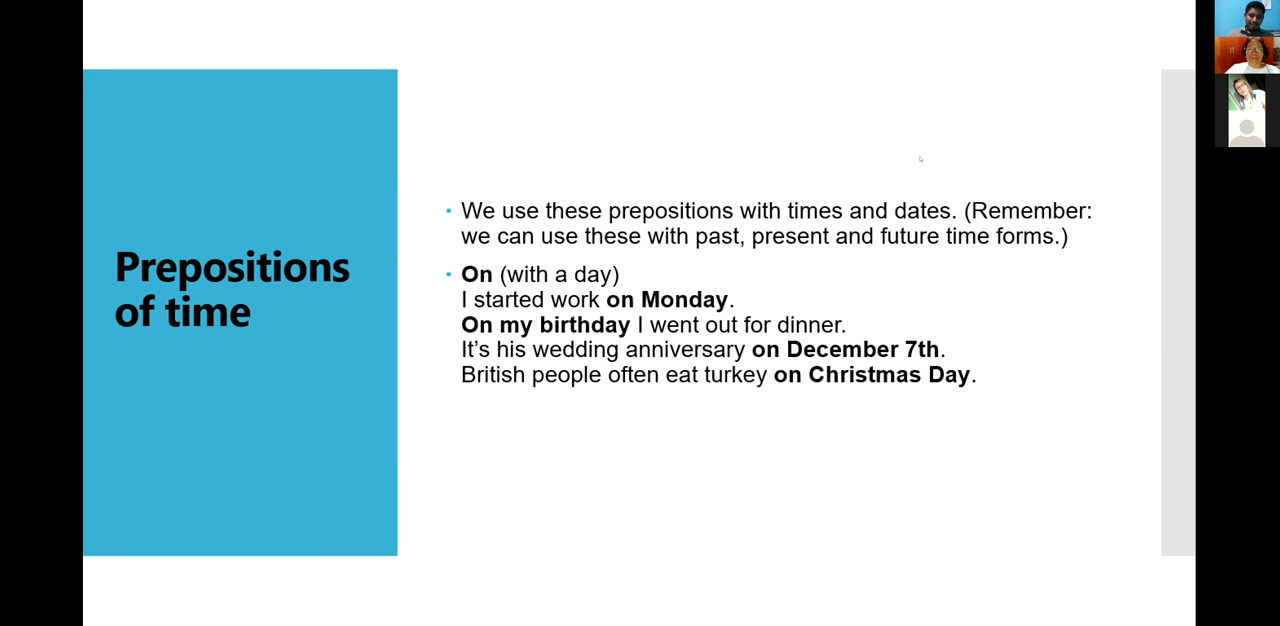 Prepositions
of time
• We use these prepositions with times and dates. (Remember:
we can use these with past, present and future time forms.)
• On (with a day)
I started work on Monday.
On my birthday I went out for dinner.
It’s his wedding anniversary on December 7th.
British people often eat turkey on Christmas Day.